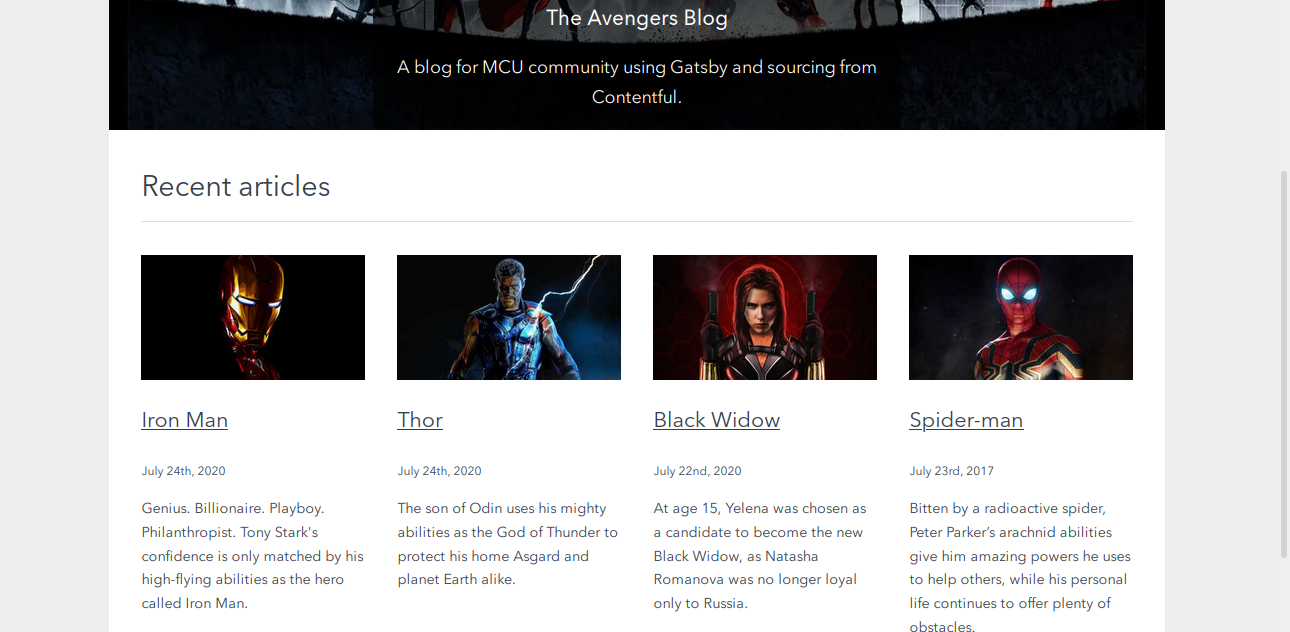 The Avengers Blog
A blog for MCU community using Gatsby and sourcing from
Contentful.
Recent articles
Iron Man
July 24th, 2020
Genius. Billionaire. Playboy.
Philanthropist. Tony Stark's
confidence is only matched by his
high-flying abilities as the hero
called Iron Man.
Thor
July 24th, 2020
The son of Odin uses his mighty
abilities as the God of Thunder to
protect his home Asgard and
planet Earth alike.
Black Widow
July 22nd, 2020
At age 15, Yelena was chosen as
a candidate to become the new
Black Widow, as Natasha
Romanova was no longer loyal
only to Russia.
Spider-man
July 23rd, 2017
Bitten by a radioactive spider,
Peter Parker’s arachnid abilities
give him amazing powers he uses
to help others, while his personal
life continues to offer plenty of
obstacles.